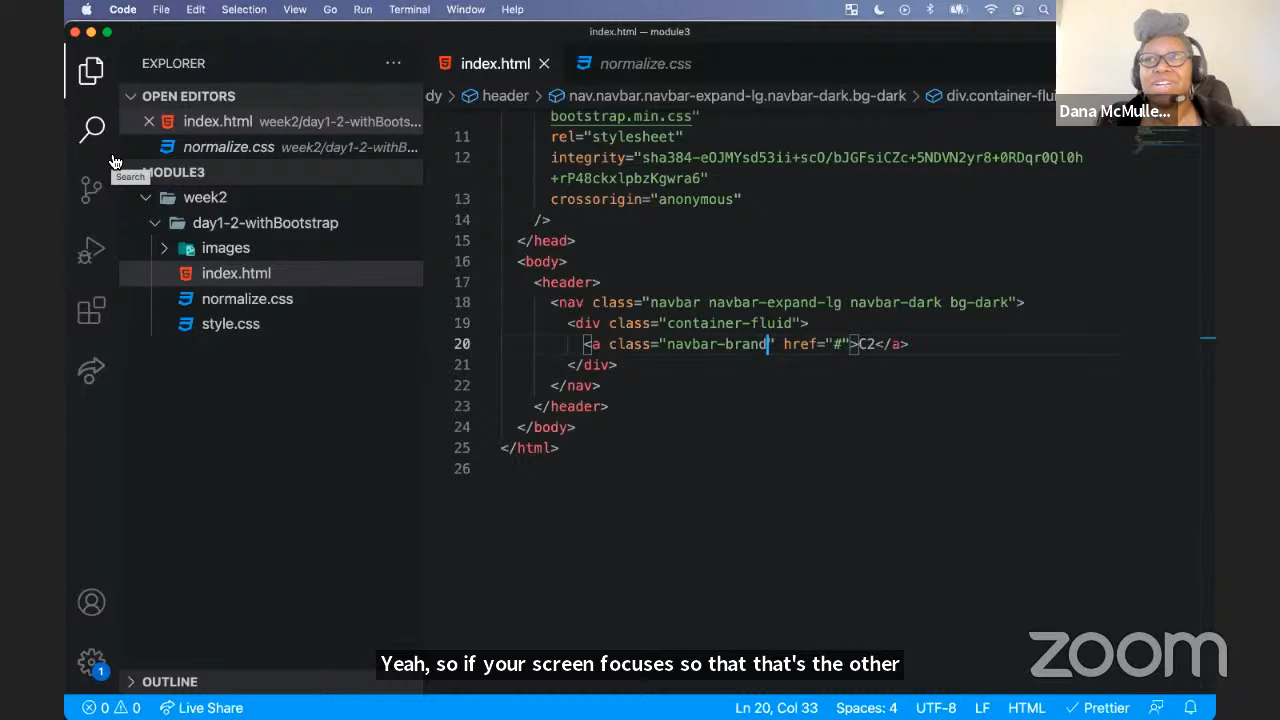 Code File Edit Selection View Go Run Terminal Window Help
index.html — module3
Dana McMulle...
EXPLORER ...
index.html
normalize.css
OPEN EDITORS
index.html week2/day1-2-withBoots...
normalize.css week2/day1-2-withB...
MODULE3
Search
week2
day1-2-withBootstrap
images
index.html
normalize.css
style.css
OUTLINE
dy > header > nav.navbar.navbar-expand-lg.navbar-dark.bg-dark > div.container-flu
bootstrap.min.css"
11 rel="stylesheet"
12 integrity="sha384-eOJMYsd53ii+scO/bJGFsiCZc+5NDVN2yr8+0RDqr0Ql0h
+rP48ckxlpbzKgwra6"
13 crossorigin="anonymous"
14 />
15 </head>
16 <body>
17 <header>
18 <nav class="navbar navbar-expand-lg navbar-dark bg-dark">
19 <div class="container-fluid">
20 <a class="navbar-brand" href="#">C2</a>
21 </div>
22 </nav>
23 </header>
24 </body>
25 </html>
26
Yeah, so if your screen focuses so that that's the other
zoom
1
0 0 Live Share
Ln 20, Col 33 Spaces: 4 UTF-8 LF HTML Prettier